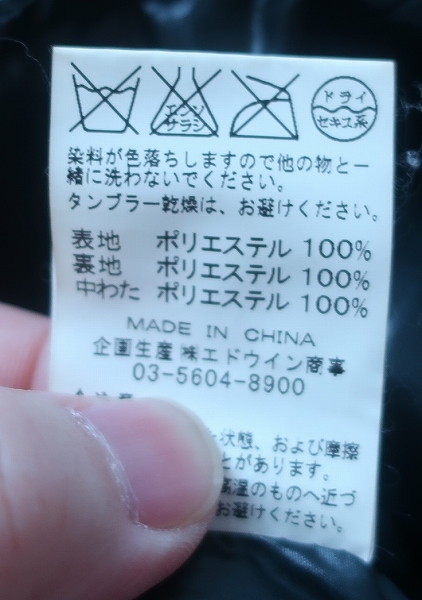 エンソ
サラシ
ドライ
セキユ系
染料が色落ちしますので他の物と一
緒に洗わないでください。
タンブラー乾燥は、お避けください。
表地 ポリエステル 100%
裏地 ポリエステル 100%
中わた ポリエステル 100%
MADE IN CHINA
企画生産 ㈱エドウイン商事
03-5604-8900
状態、および摩擦
とがあります。
高温のものへ近づ
お避けください。